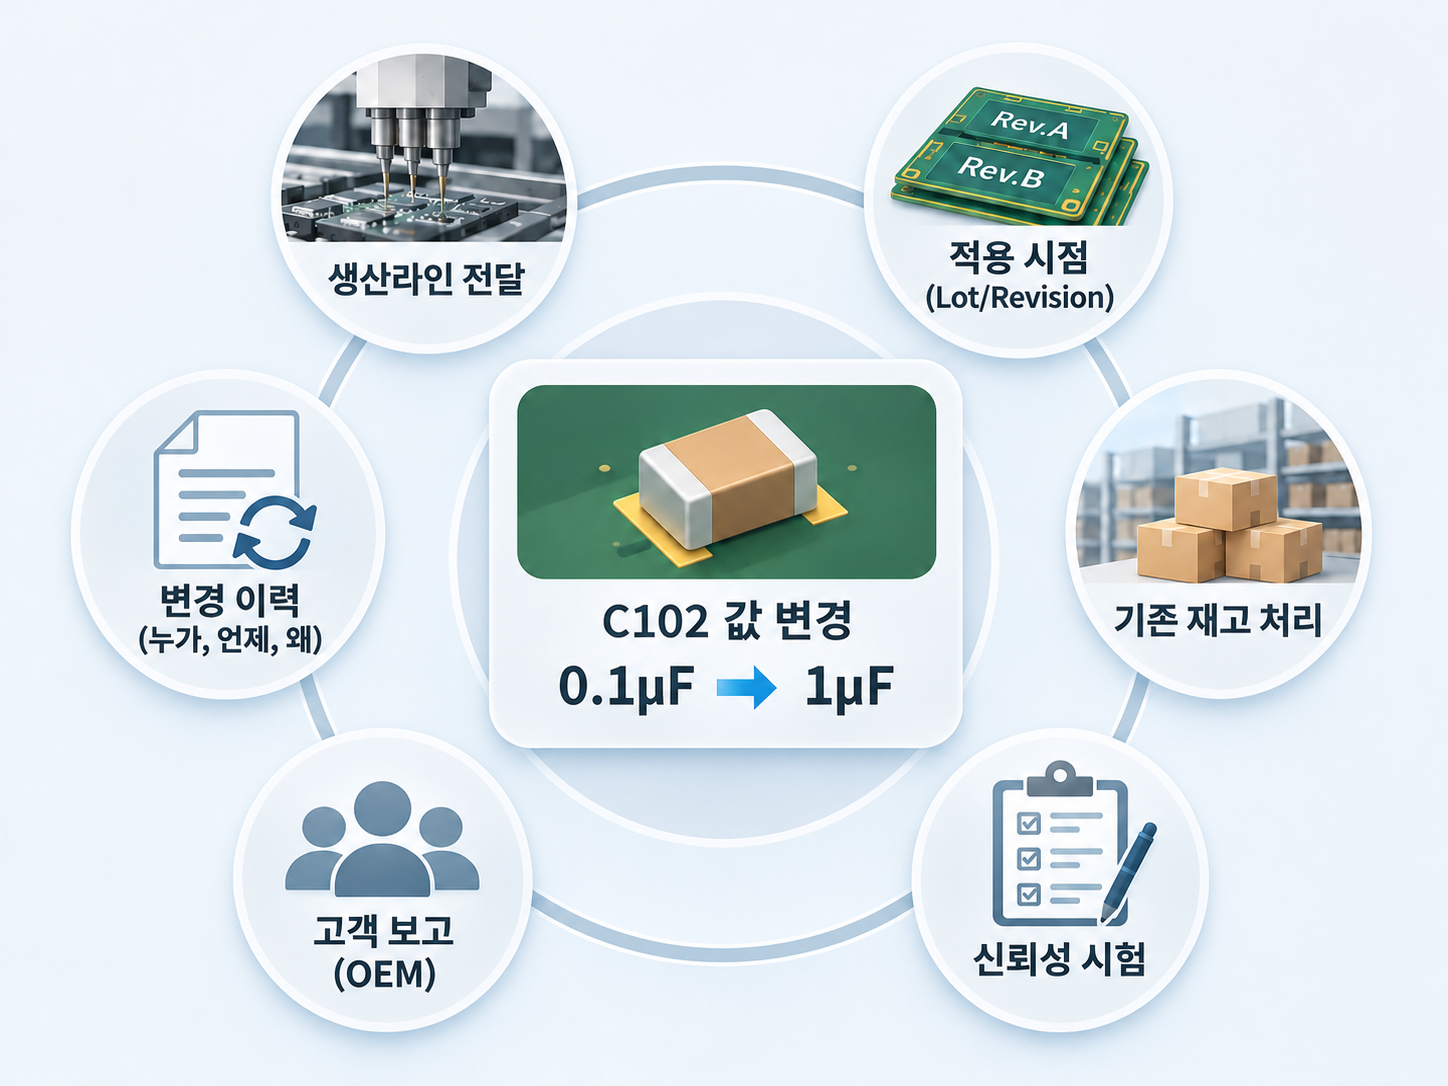 생산라인 전달
Rev.A
Rev.B
적용 시점
(Lot/Revision)
변경 이력
(누가, 언제, 왜)
C102 값 변경
0.1µF
1µF
기존 재고 처리
고객 보고
(OEM)
신뢰성 시험